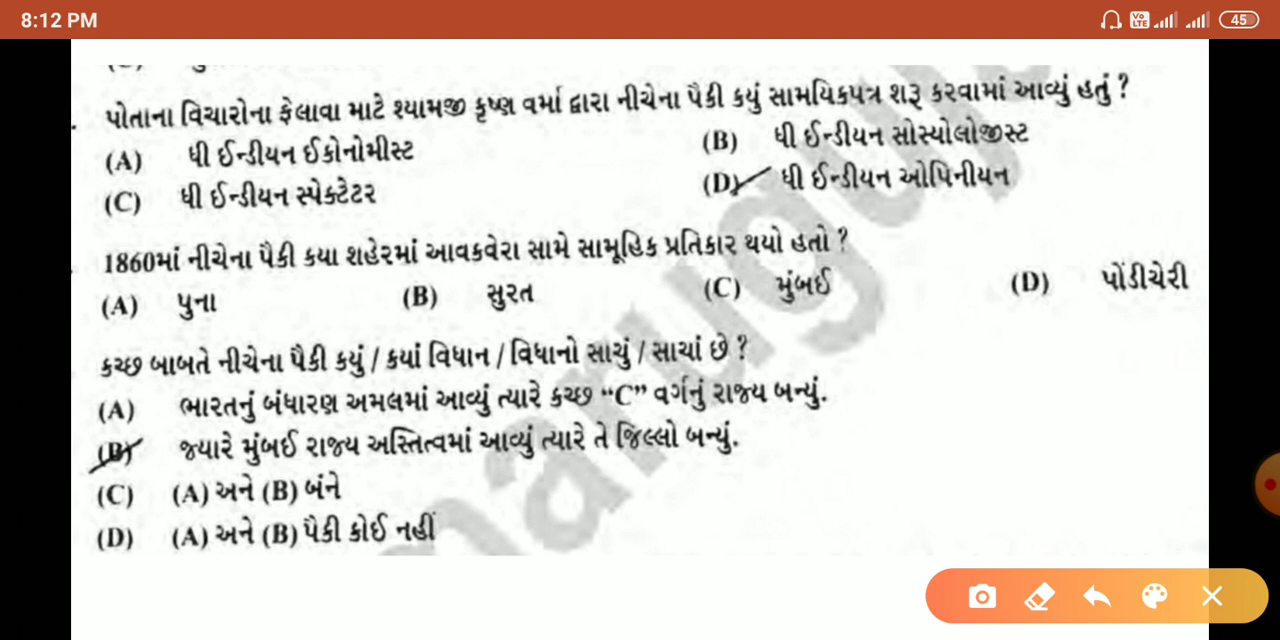 8:12 PM
Vo LTE
45
પોતાના વિચારોના ફેલાવા માટે શ્યામજી કૃષ્ણ વર્મા દ્વારા નીચેના પૈકી કયું સામયિકપત્ર શરૂ કરવામાં આવ્યું હતું ?
(A) ધી ઈન્ડીયન ઈકોનોમીસ્ટ (B) ધી ઈન્ડીયન સોસ્યોલોજીસ્ટ
(C) ધી ઈન્ડીયન સ્પેક્ટેટર (D) ધી ઈન્ડીયન ઓપિનીયન
1860માં નીચેના પૈકી કયા શહેરમાં આવકવેરા સામે સામૂહિક પ્રતિકાર થયો હતો ?
(A) પુના (B) સુરત (C) મુંબઈ (D) પોંડીચેરી
કચ્છ બાબતે નીચેના પૈકી કયું / કયાં વિધાન / વિધાનો સાચું / સાચાં છે ?
(A) ભારતનું બંધારણ અમલમાં આવ્યું ત્યારે કચ્છ “C” વર્ગનું રાજ્ય બન્યું.
(B) જ્યારે મુંબઈ રાજ્ય અસ્તિત્વમાં આવ્યું ત્યારે તે જિલ્લો બન્યું.
(C) (A) અને (B) બંને
(D) (A) અને (B) પૈકી કોઈ નહીં